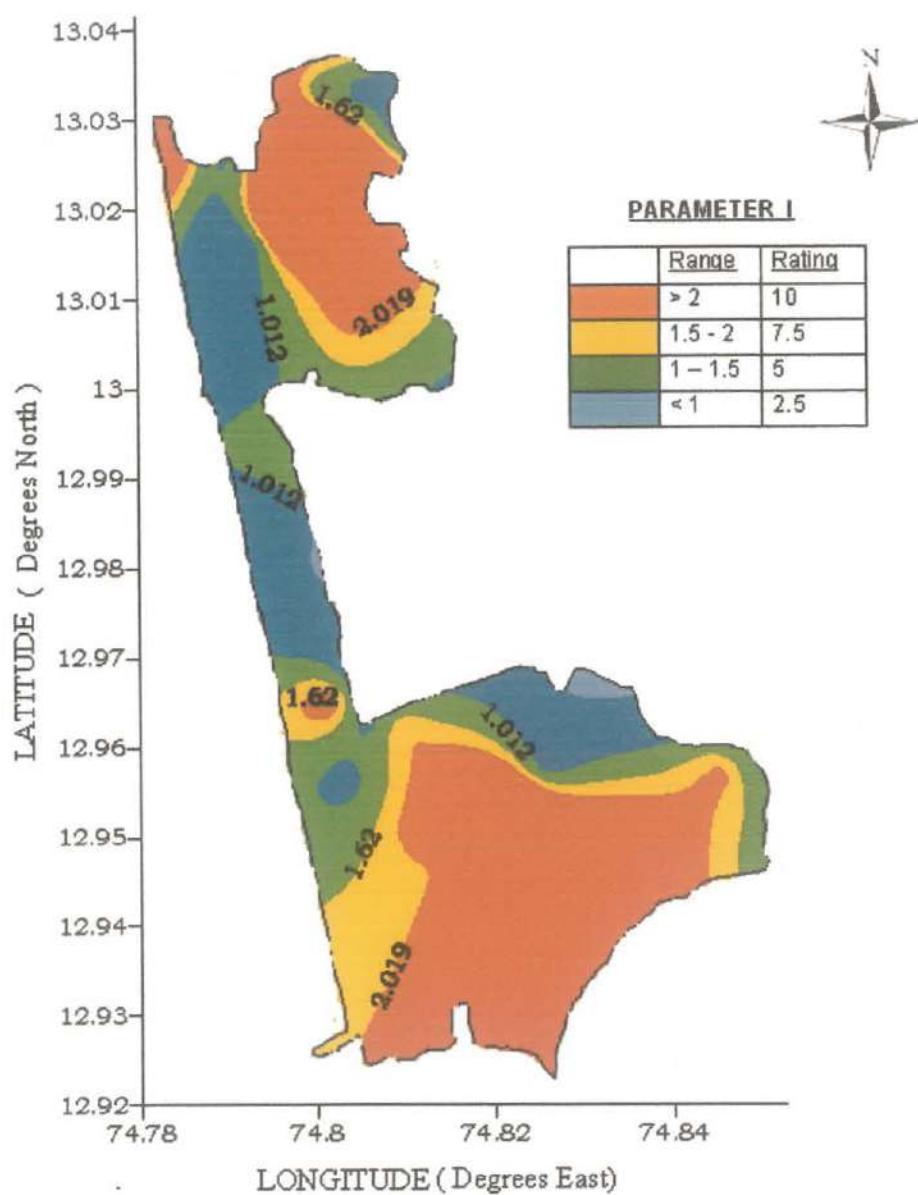 13.04
13.03
13.02
13.01
13
12.99
12.98
12.97
12.96
12.95
12.94
12.93
12.92
LATITUDE ( Degrees North )
74.78
74.8
74.82
74.84
LONGITUDE ( Degrees East)
N
PARAMETER I
Range Rating
> 2 10
1.5 - 2 7.5
1 – 1.5 5
< 1 2.5
1.62
2.019
1.012
1.012
1.62
1.012
1.62
2.019